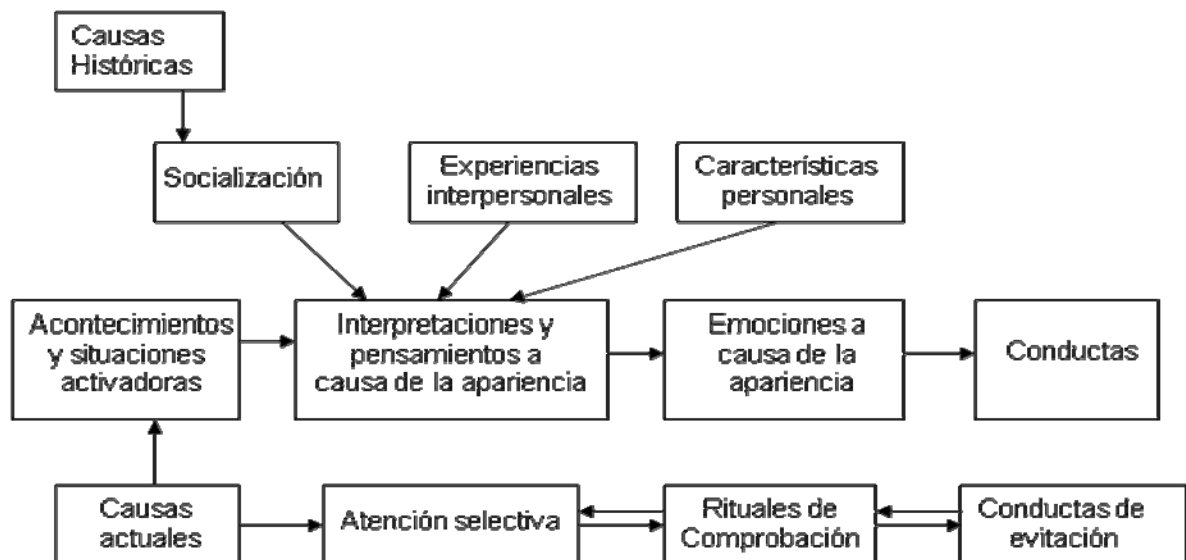 Causas
Históricas
Socialización
Experiencias
interpersonales
Características
personales
Acontecimientos
y situaciones
activadoras
Interpretaciones y
pensamientos a
causa de la apariencia
Emociones a
causa de la
apariencia
Conductas
Causas
actuales
Atención selectiva
Rituales de
Comprobación
Conductas de
evitación